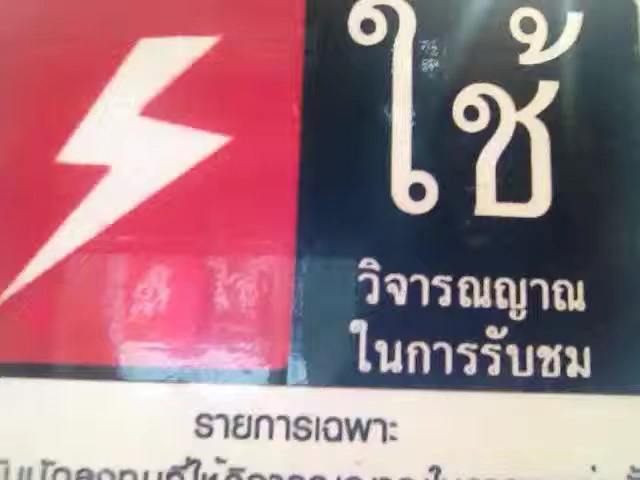 ใช้
วิจารณญาณ
ในการรับชม
รายการเฉพาะ